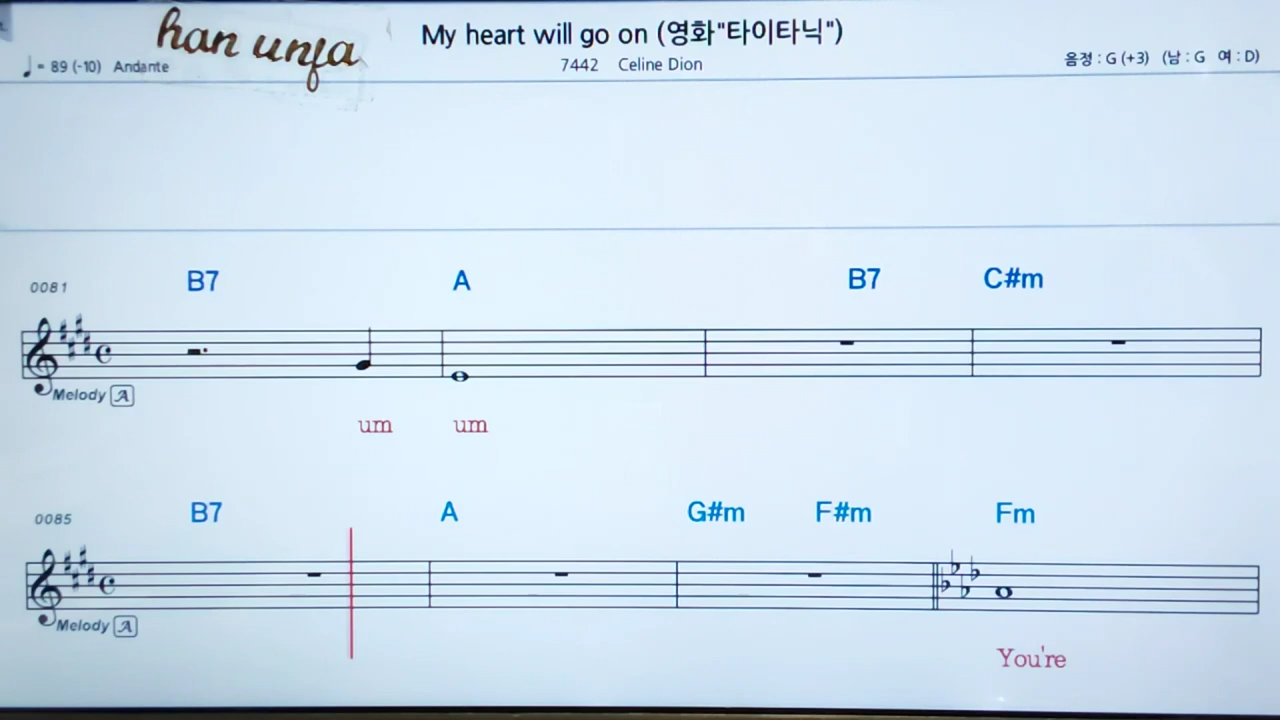 han unja
My heart will go on (영화"타이타닉")
♩ = 89 (-10) Andante
7442 Celine Dion
음정 : G (+3) (남 : G 여 : D)
0081 B7 A B7 C#m
Melody A
um um
0085 B7 A G#m F#m Fm
Melody A
You're